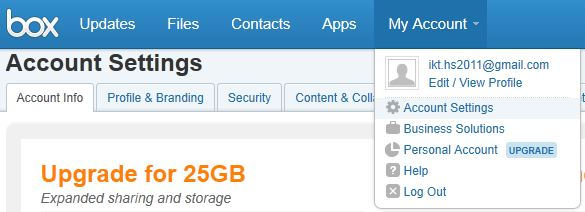 box Updates Files Contacts Apps My Account
Account Settings
Account Info Profile & Branding Security Content & Colla
ikt.hs2011@gmail.com
Edit / View Profile
Account Settings
Business Solutions
Personal Account UPGRADE
Help
Log Out
Upgrade for 25GB
Expanded sharing and storage